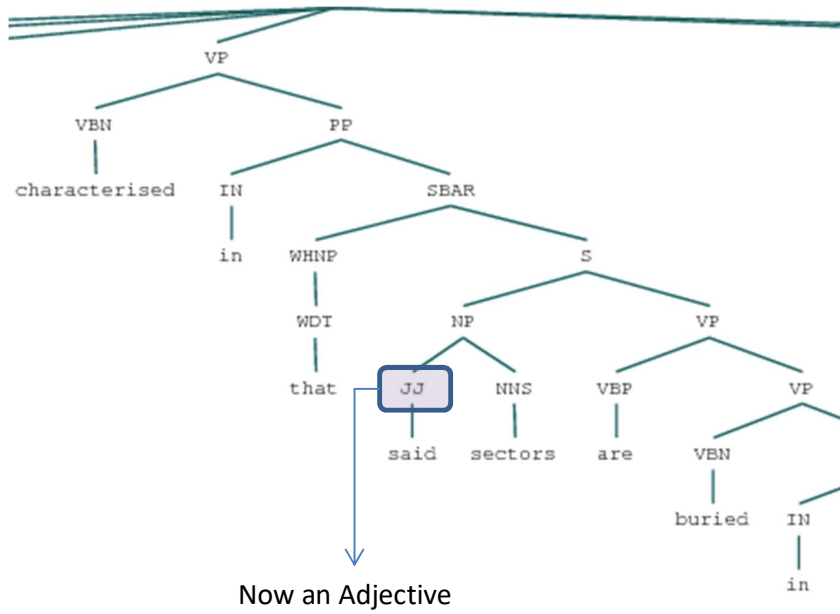 VP
VBN PP
characterised IN SBAR
in WHNP S
WDT NP VP
that JJ NNS VBP VP
said sectors are VBN
buried IN
in
Now an Adjective